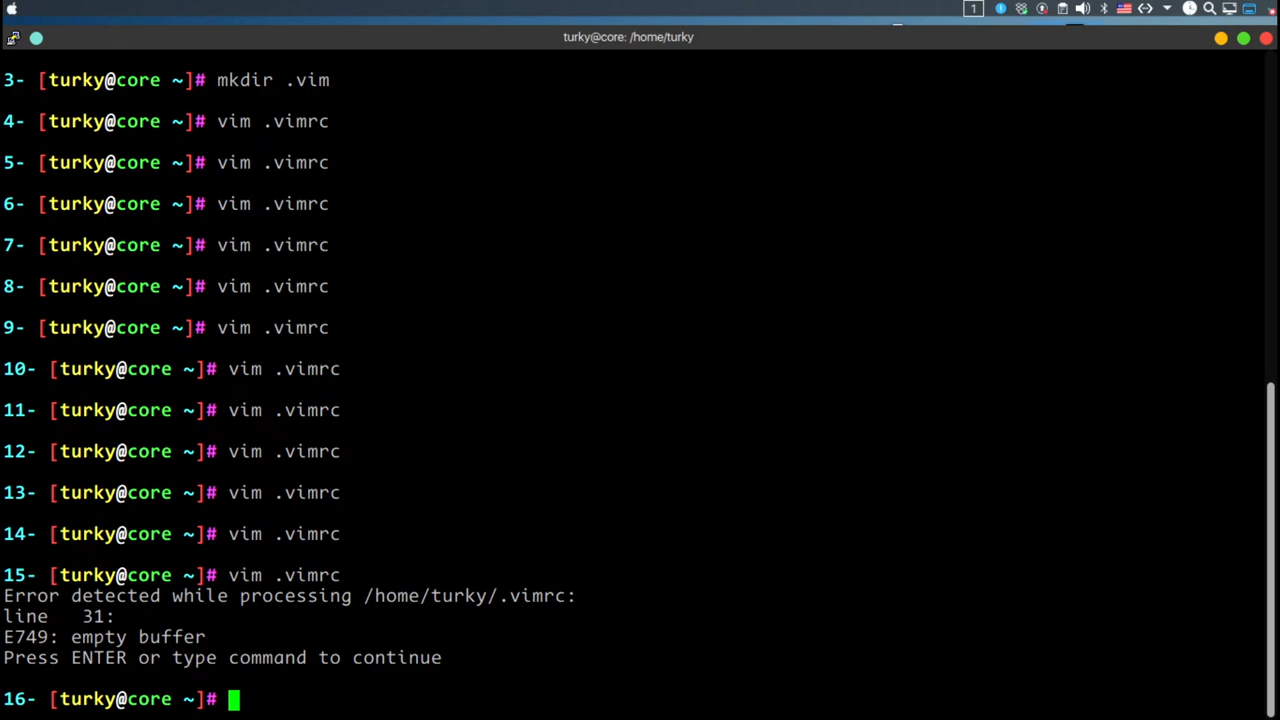 1
turky@core: /home/turky
3- [turky@core ~]# mkdir .vim
4- [turky@core ~]# vim .vimrc
5- [turky@core ~]# vim .vimrc
6- [turky@core ~]# vim .vimrc
7- [turky@core ~]# vim .vimrc
8- [turky@core ~]# vim .vimrc
9- [turky@core ~]# vim .vimrc
10- [turky@core ~]# vim .vimrc
11- [turky@core ~]# vim .vimrc
12- [turky@core ~]# vim .vimrc
13- [turky@core ~]# vim .vimrc
14- [turky@core ~]# vim .vimrc
15- [turky@core ~]# vim .vimrc
Error detected while processing /home/turky/.vimrc:
line   31:
E749: empty buffer
Press ENTER or type command to continue
16- [turky@core ~]#